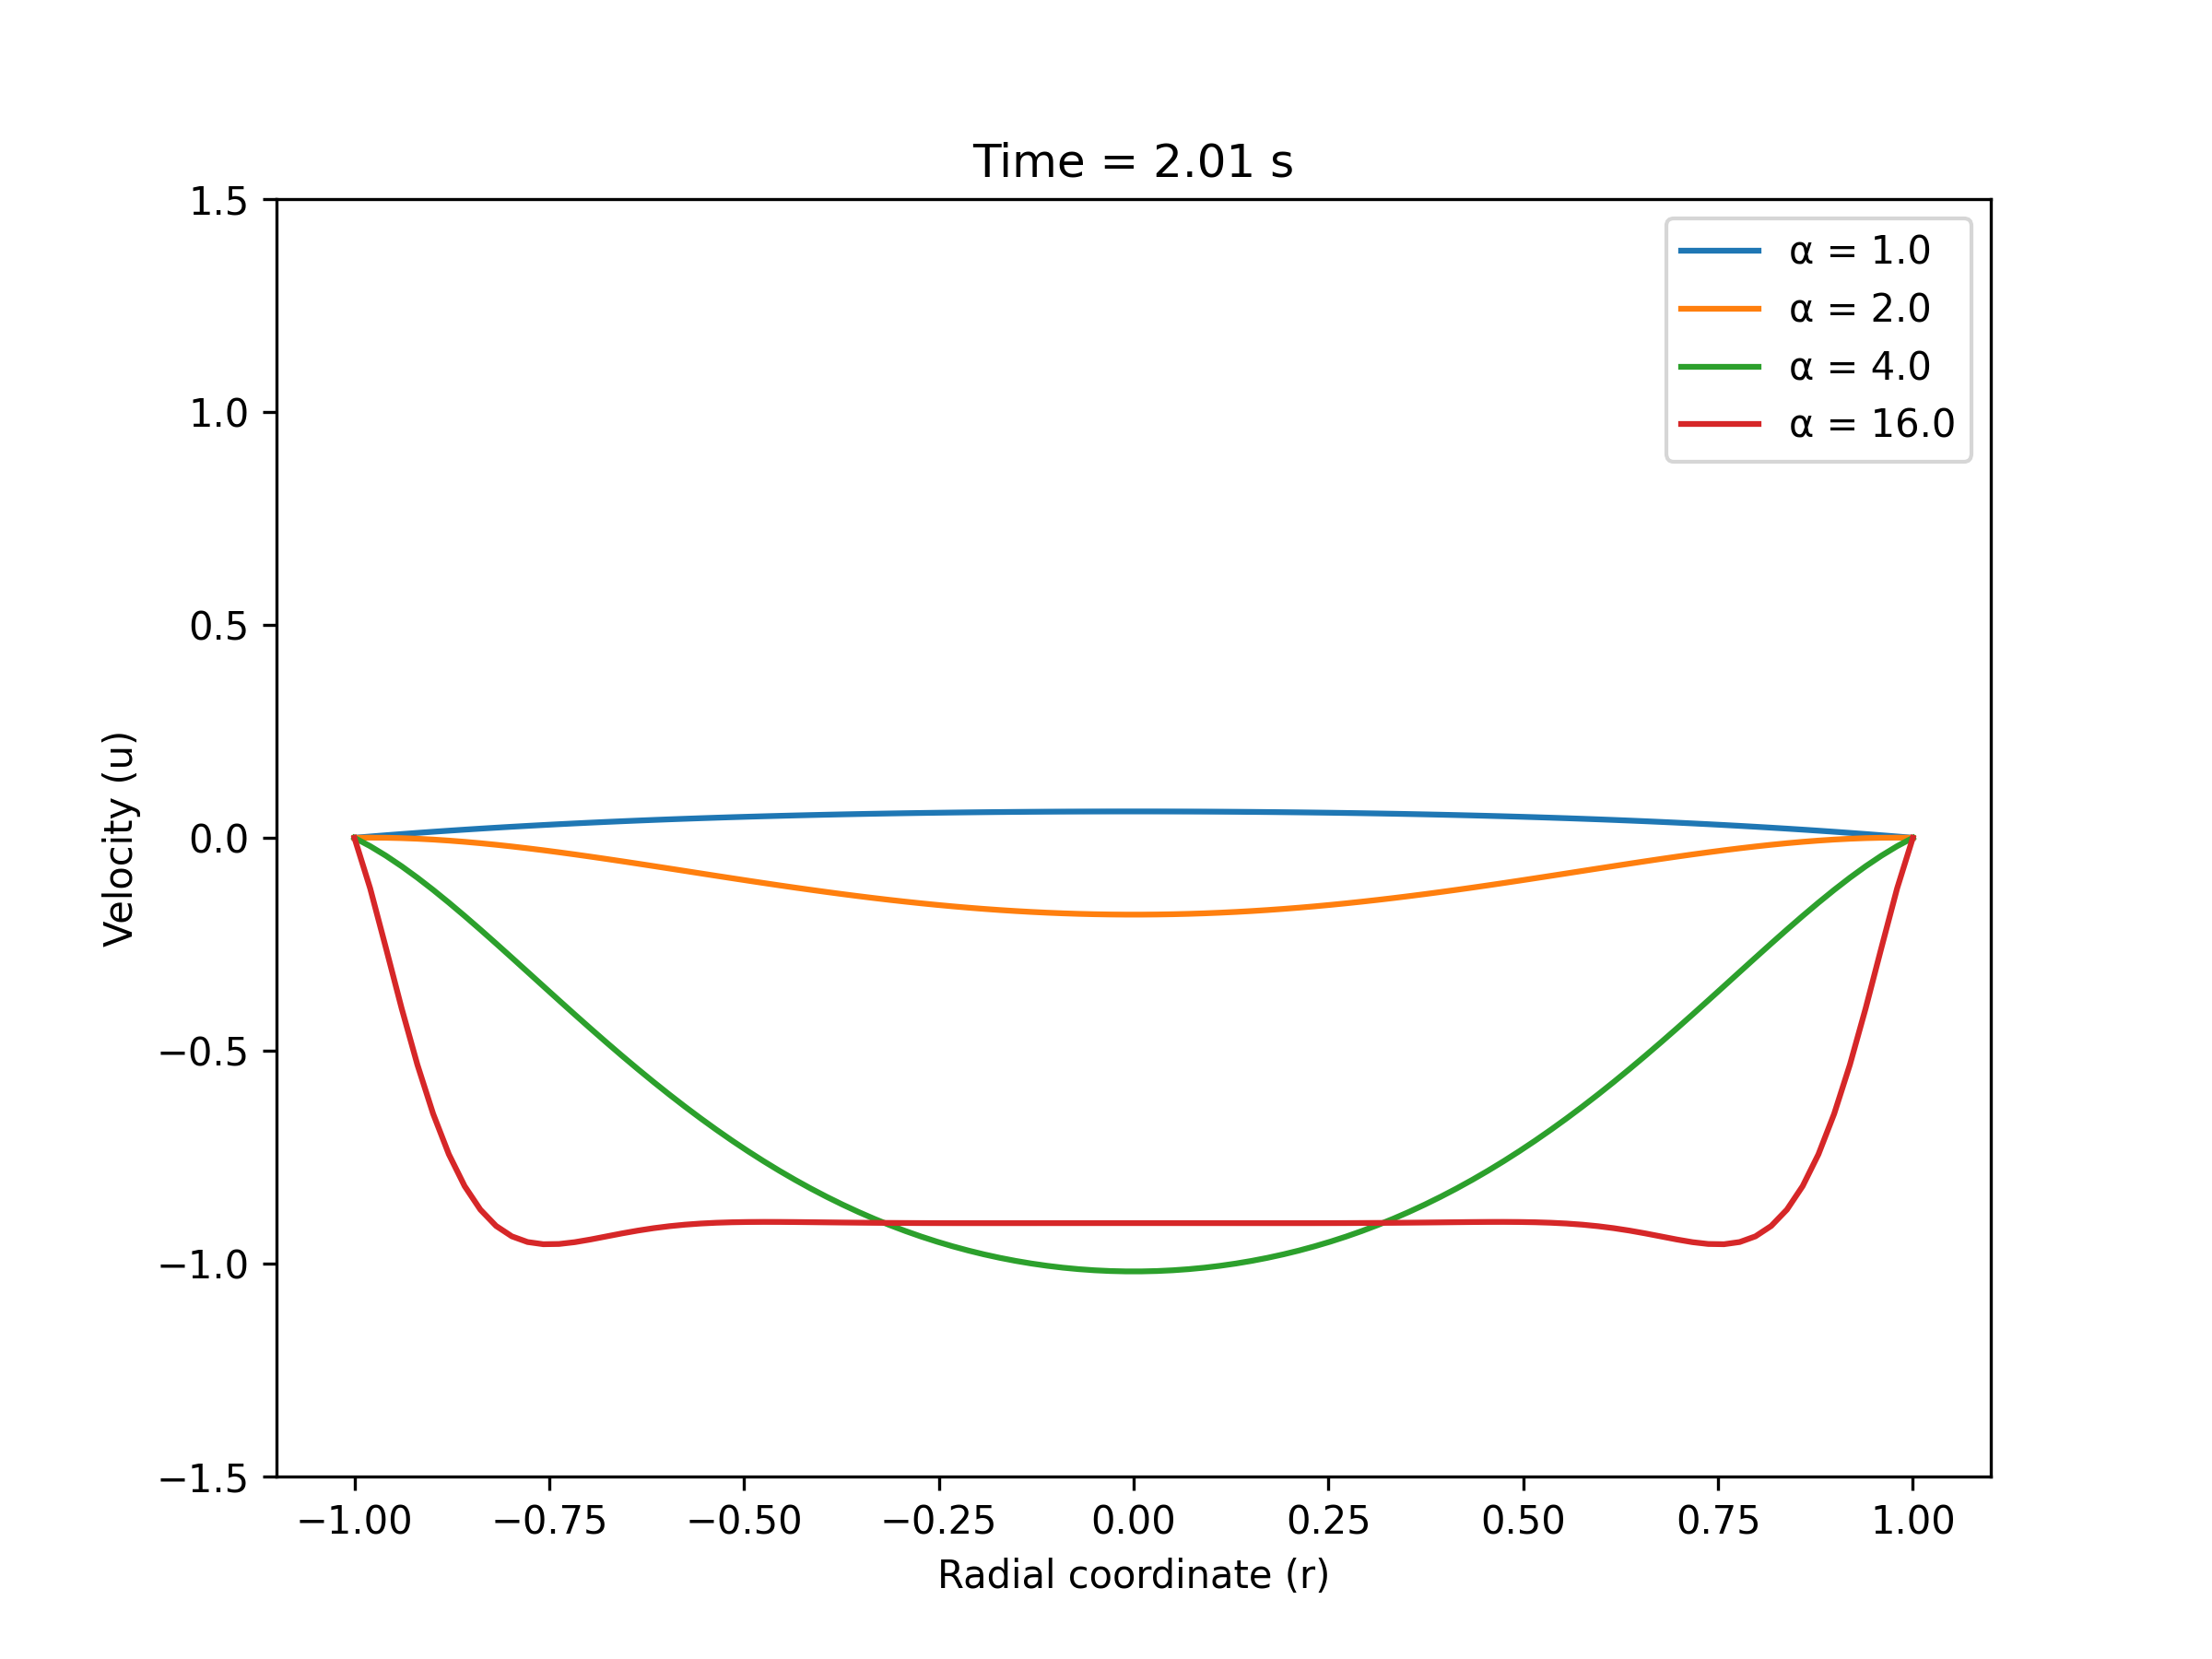 Time = 2.01 s
α = 1.0
α = 2.0
α = 4.0
α = 16.0
Velocity (u)
1.5
1.0
0.5
0.0
−0.5
−1.0
−1.5
−1.00 −0.75 −0.50 −0.25 0.00 0.25 0.50 0.75 1.00
Radial coordinate (r)